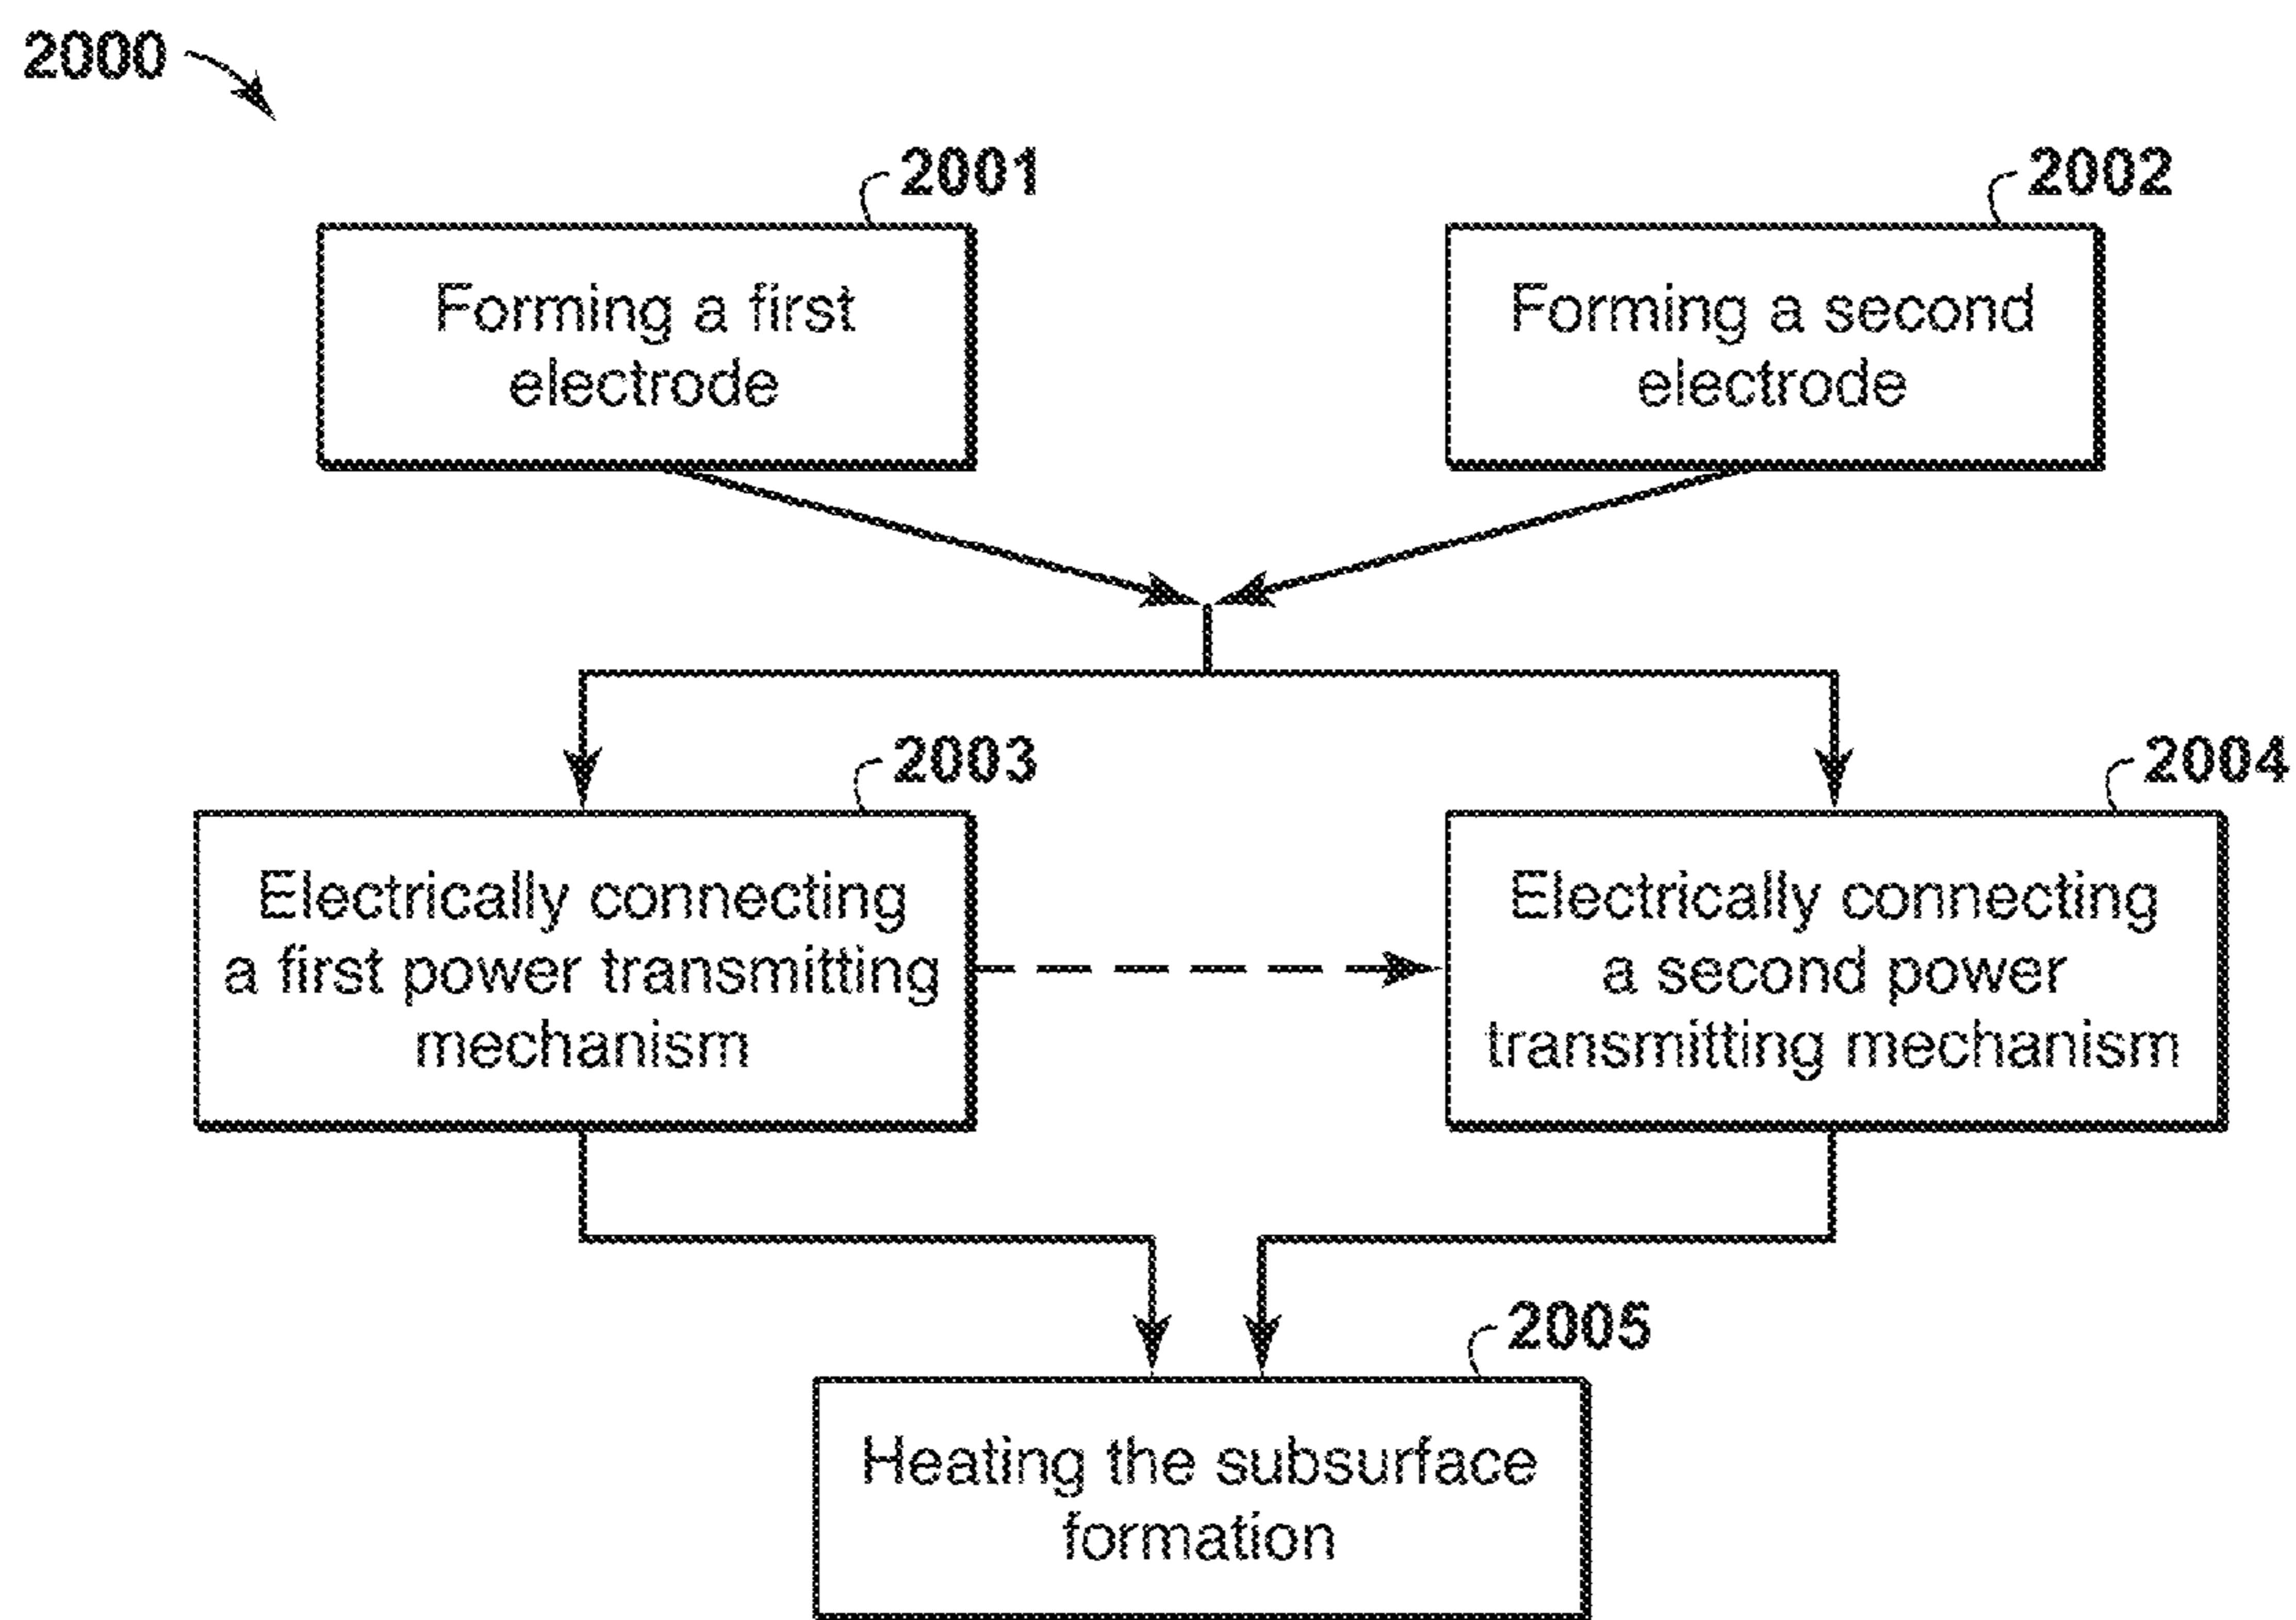 2000
2001
2002
Forming a first
electrode
Forming a second
electrode
2003
2004
Electrically connecting
a first power transmitting
mechanism
Electrically connecting
a second power
transmitting mechanism
2005
Heating the subsurface
formation